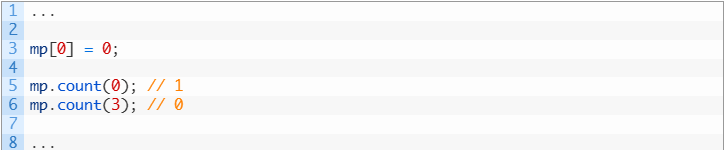 1 ...
2
3 mp[0] = 0;
4
5 mp.count(0); // 1
6 mp.count(3); // 0
7
8 ...